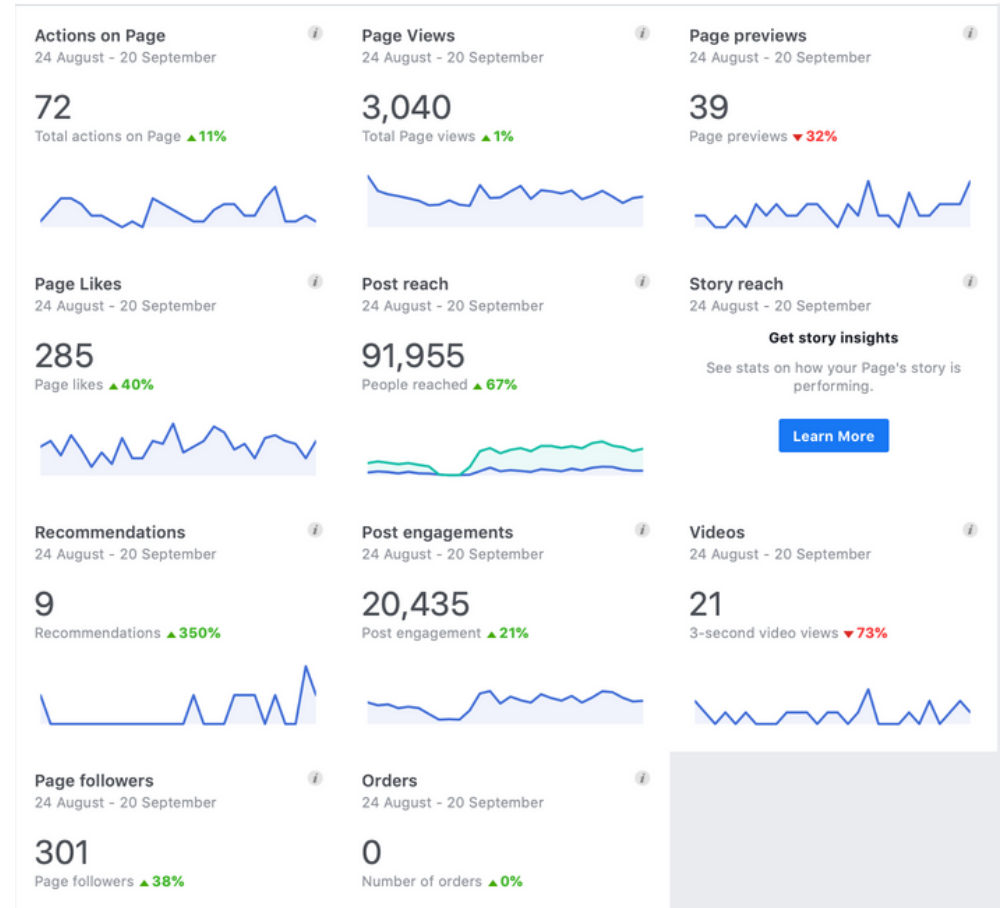 Actions on Page
24 August - 20 September
72
Total actions on Page ▲ 11%
Page Views
24 August - 20 September
3,040
Total Page views ▲ 1%
Page previews
24 August - 20 September
39
Page previews ▼ 32%
Page Likes
24 August - 20 September
285
Page likes ▲ 40%
Post reach
24 August - 20 September
91,955
People reached ▲ 67%
Story reach
24 August - 20 September
Get story insights
See stats on how your Page's story is
performing.
Learn More
Recommendations
24 August - 20 September
9
Recommendations ▲ 350%
Post engagements
24 August - 20 September
20,435
Post engagement ▲ 21%
Videos
24 August - 20 September
21
3-second video views ▼ 73%
Page followers
24 August - 20 September
301
Page followers ▲ 38%
Orders
24 August - 20 September
0
Number of orders ▲ 0%